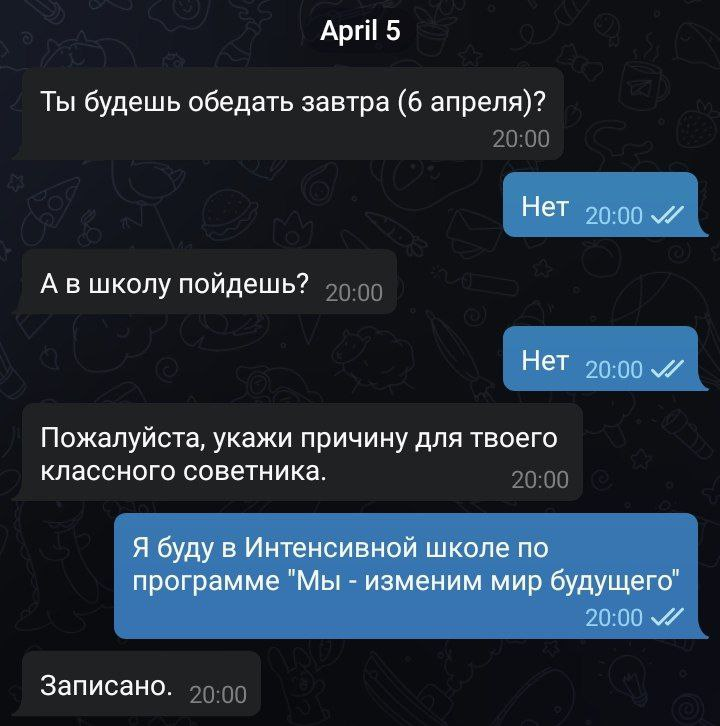 April 5
Ты будешь обедать завтра (6 апреля)?
20:00
Нет 20:00
А в школу пойдешь? 20:00
Нет 20:00
Пожалуйста, укажи причину для твоего
классного советника. 20:00
Я буду в Интенсивной школе по
программе "Мы - изменим мир будущего"
20:00
Записано. 20:00